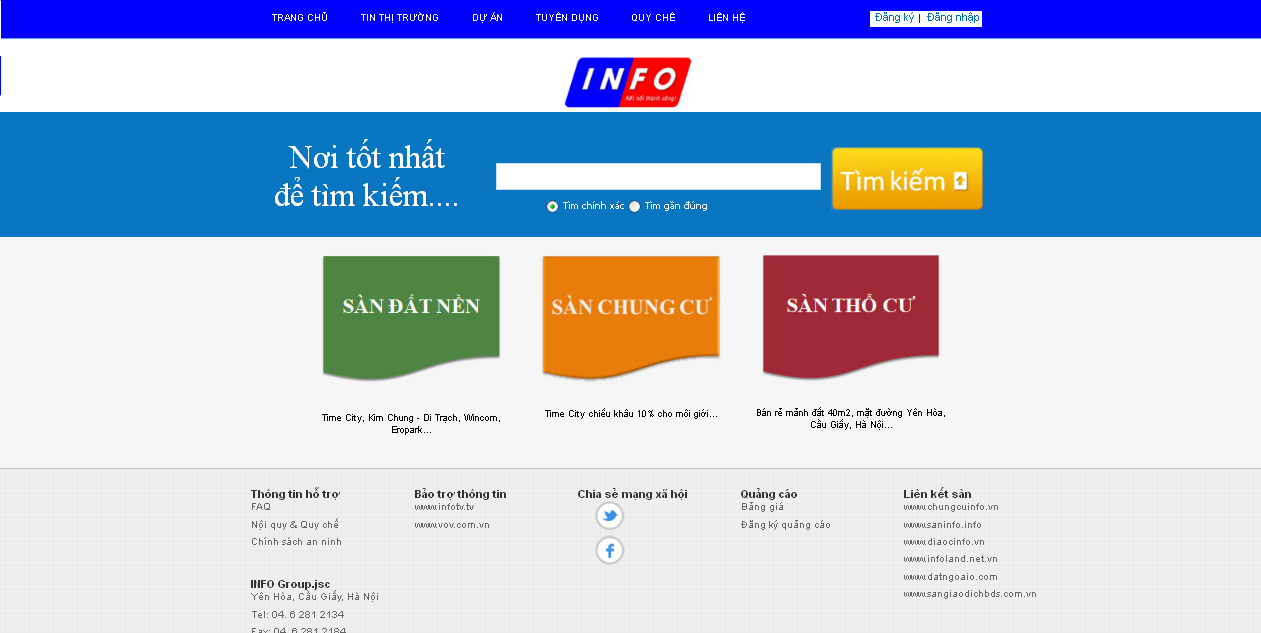 TRANG CHỦ TIN THỊ TRƯỜNG DỰ ÁN TUYỂN DỤNG QUY CHẾ LIÊN HỆ Đăng ký | Đăng nhập
INFO
Kết nối thành công!
Nơi tốt nhất
để tìm kiếm....
Tìm kiếm
Tìm chính xác Tìm gần đúng
SÀN ĐẤT NỀN SÀN CHUNG CƯ SÀN THỔ CƯ
Time City, Kim Chung - Di Trạch, Wincom,
Eropark...
Time City chiếu khấu 10% cho môi giới...
Bán rẻ mảnh đất 40m2, mặt đường Yên Hòa,
Cầu Giấy, Hà Nội...
Thông tin hỗ trợ
FAQ
Nội quy & Quy chế
Chính sách an ninh
Bảo trợ thông tin
www.infotv.tv
www.vov.com.vn
Chia sẻ mạng xã hội
Quảng cáo
Bảng giá
Đăng ký quảng cáo
Liên kết sàn
www.chungcuinfo.vn
www.saninfo.info
www.diaocinfo.vn
www.infoland.net.vn
www.datngoaio.com
www.sangiaodichbds.com.vn
INFO Group.jsc
Yên Hòa, Cầu Giấy, Hà Nội
Tel: 04. 6 281 2134
Fax: 04. 6 281 2184